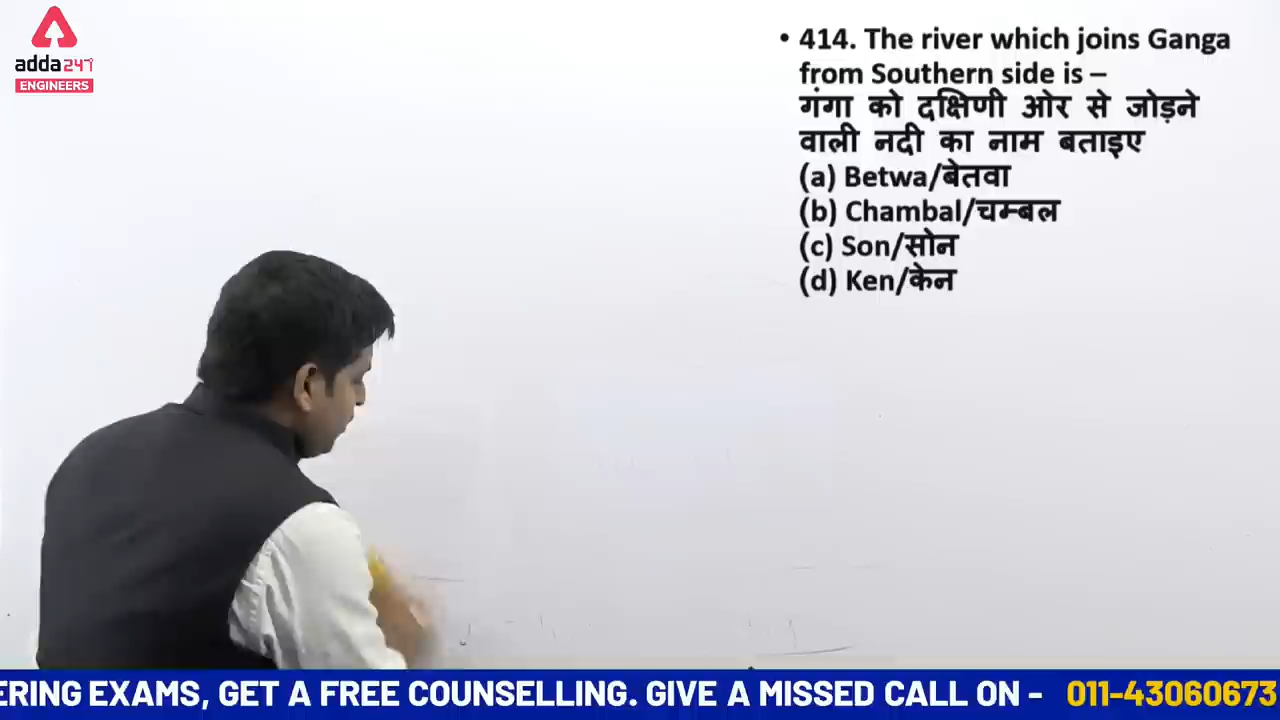 adda247
ENGINEERS
• 414. The river which joins Ganga
from Southern side is –
गंगा को दक्षिणी ओर से जोड़ने
वाली नदी का नाम बताइए
(a) Betwa/बेतवा
(b) Chambal/चम्बल
(c) Son/सोन
(d) Ken/केन
ERING EXAMS, GET A FREE COUNSELLING. GIVE A MISSED CALL ON - 011-43060673